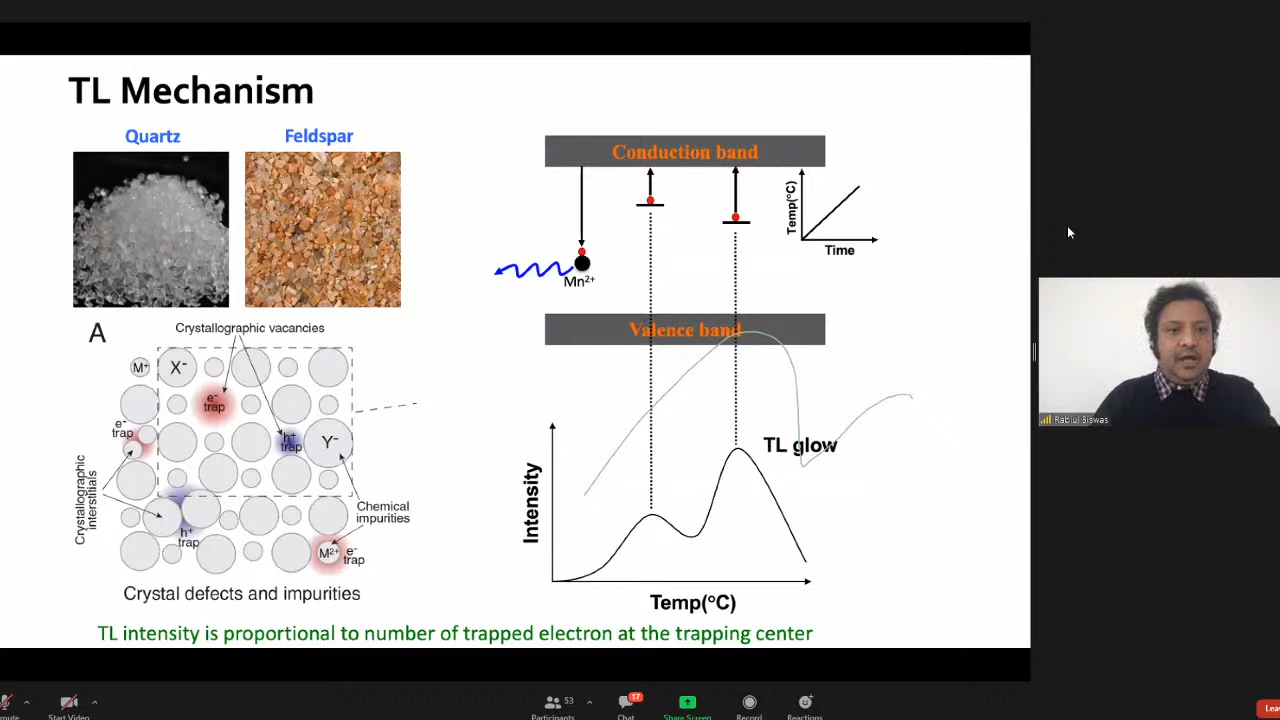 TL Mechanism
Quartz
Feldspar
A
Crystallographic vacancies
M⁺
X⁻
e⁻
trap
e⁻
trap
h⁺
trap
Y⁻
Crystallographic
interstitials
h⁺
trap
Chemical
impurities
M²⁺
e⁻
trap
Crystal defects and impurities
Conduction band
Mn²⁺
Temp(°C)
Time
Valence band
TL glow
Intensity
Temp(°C)
TL intensity is proportional to number of trapped electron at the trapping center
Rabiul Biswas
Start Video
53
Participants
17
Chat
Share Screen
Record
Reactions